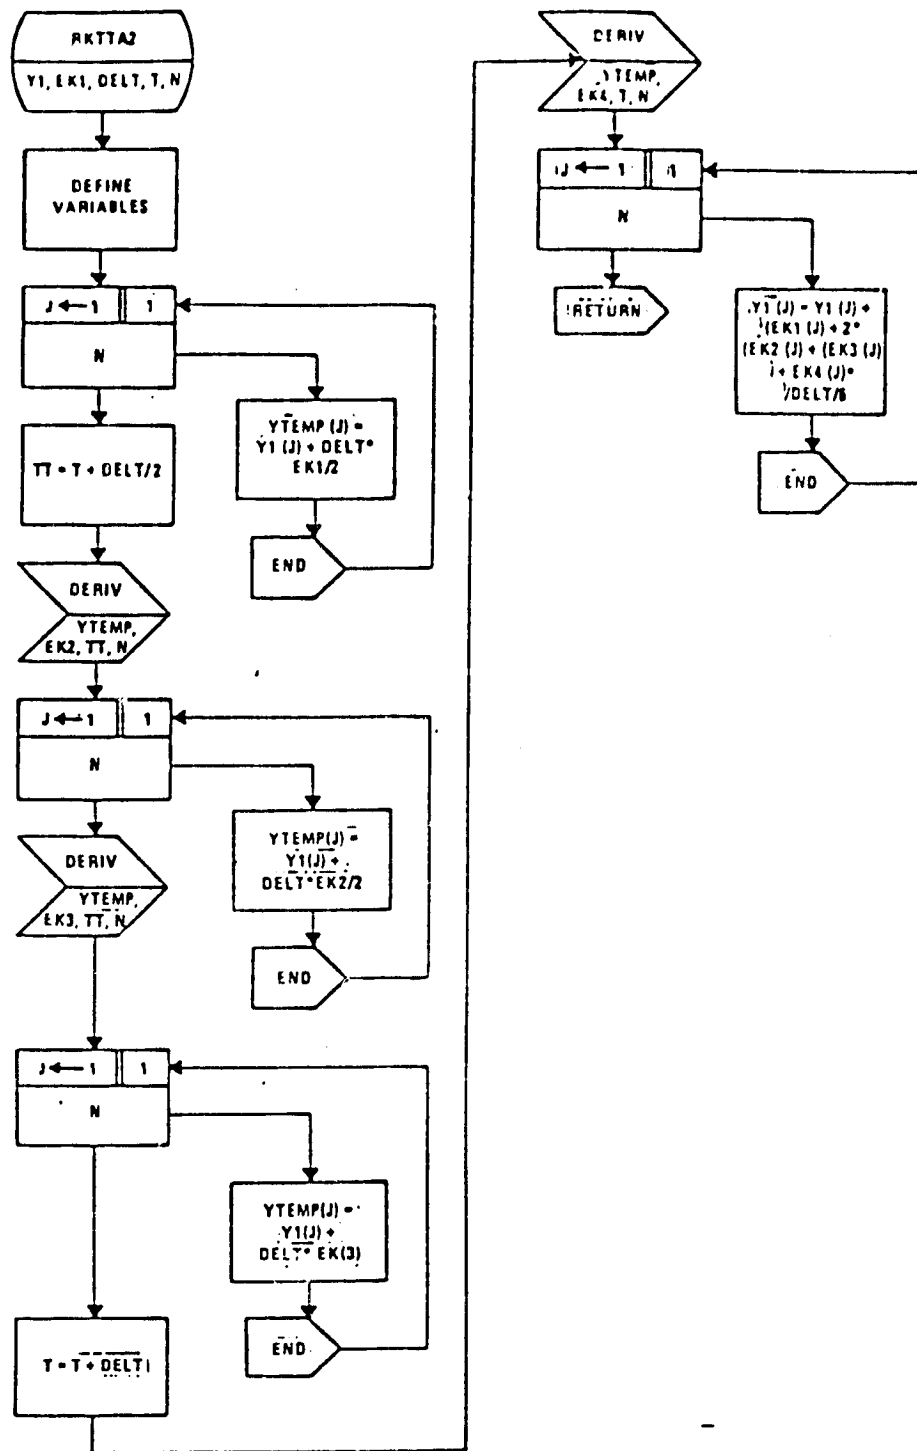 RKTTA2
Y1, EK1, DELT, T, N
DEFINE
VARIABLES
J ← 1 1
N
YTEMP (J) =
Y1 (J) + DELT*
EK1/2
END
TT = T + DELT/2
DERIV
YTEMP,
EK2, TT, N
J ← 1 1
N
YTEMP(J) =
Y1(J) +
DELT*EK2/2
END
DERIV
YTEMP,
EK3, TT, N
J ← 1 1
N
YTEMP(J) =
Y1(J) +
DELT* EK(3)
END
T = T + DELT
DERIV
YTEMP,
EK4, T, N
J ← 1 1
N
RETURN
Y1 (J) = Y1 (J) +
(EK1 (J) + 2*
(EK2 (J) + (EK3 (J)
+ EK4 (J)*
DELT/6
END